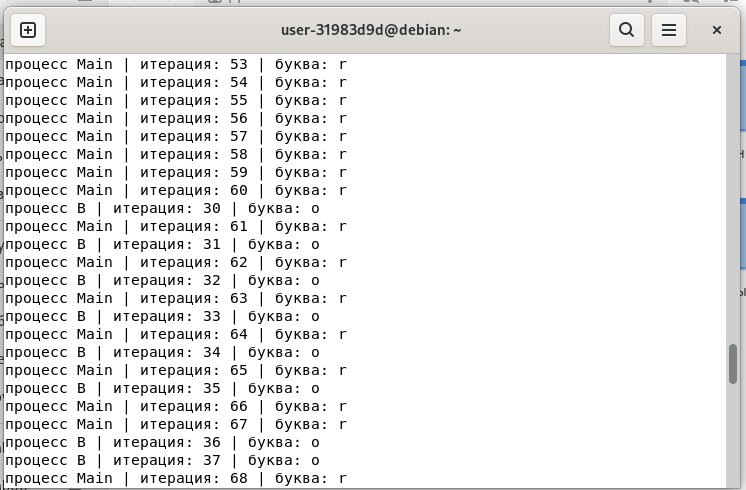 user-31983d9d@debian: ~
процесс Main | итерация: 53 | буква: r
процесс Main | итерация: 54 | буква: r
процесс Main | итерация: 55 | буква: r
процесс Main | итерация: 56 | буква: r
процесс Main | итерация: 57 | буква: r
процесс Main | итерация: 58 | буква: r
процесс Main | итерация: 59 | буква: r
процесс Main | итерация: 60 | буква: r
процесс B | итерация: 30 | буква: o
процесс Main | итерация: 61 | буква: r
процесс B | итерация: 31 | буква: o
процесс Main | итерация: 62 | буква: r
процесс B | итерация: 32 | буква: o
процесс Main | итерация: 63 | буква: r
процесс B | итерация: 33 | буква: o
процесс Main | итерация: 64 | буква: r
процесс B | итерация: 34 | буква: o
процесс Main | итерация: 65 | буква: r
процесс B | итерация: 35 | буква: o
процесс Main | итерация: 66 | буква: r
процесс Main | итерация: 67 | буква: r
процесс B | итерация: 36 | буква: o
процесс B | итерация: 37 | буква: o
процесс Main | итерация: 68 | буква: r